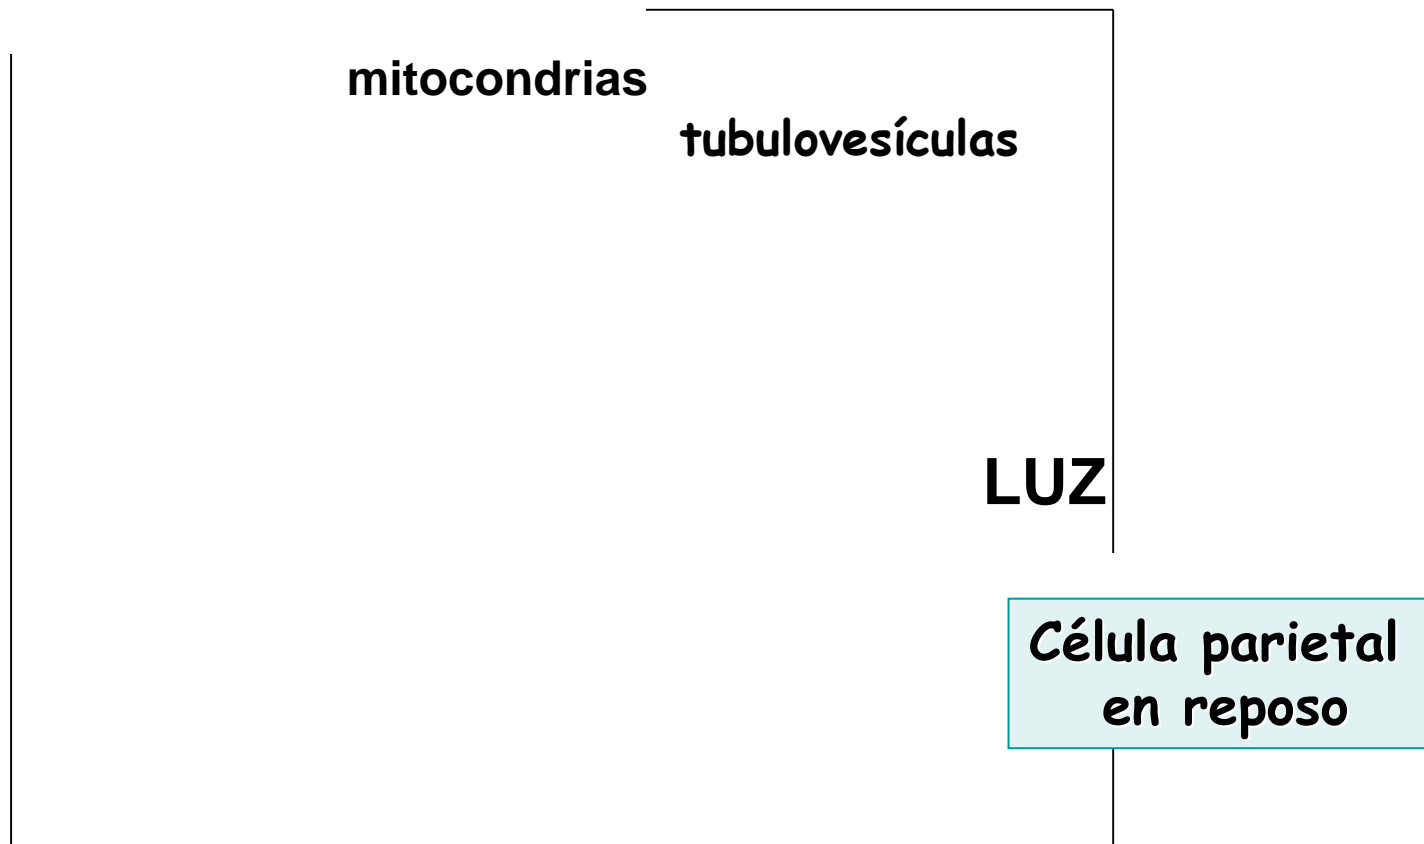 mitocondrias
tubulovesículas
LUZ
Célula parietal
en reposo